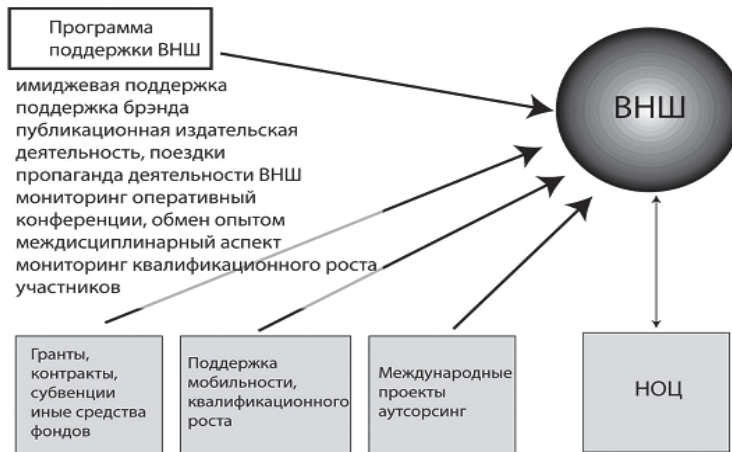 Программа
поддержки ВНШ
имиджевая поддержка
поддержка брэнда
публикационная издательская
деятельность, поездки
пропаганда деятельности ВНШ
мониторинг оперативный
конференции, обмен опытом
междисциплинарный аспект
мониторинг квалификационного роста
участников
ВНШ
Гранты,
контракты,
субвенции
иные средства
фондов
Поддержка
мобильности,
квалификационного
роста
Международные
проекты
аутсорсинг
НОЦ